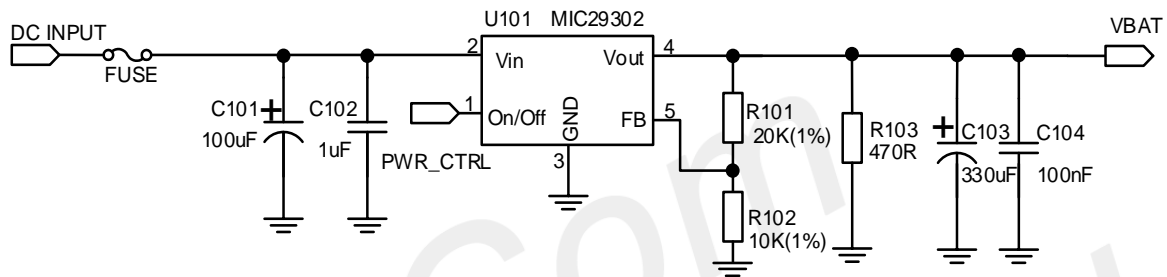 U101 MIC29302
DC INPUT
VBAT
FUSE
2
Vin
Vout
4
C101
+
100uF
C102
1uF
1
On/Off
GND
FB
5
PWR_CTRL
3
R101
20K(1%)
R102
10K(1%)
R103
470R
+
C103
330uF
C104
100nF
Com